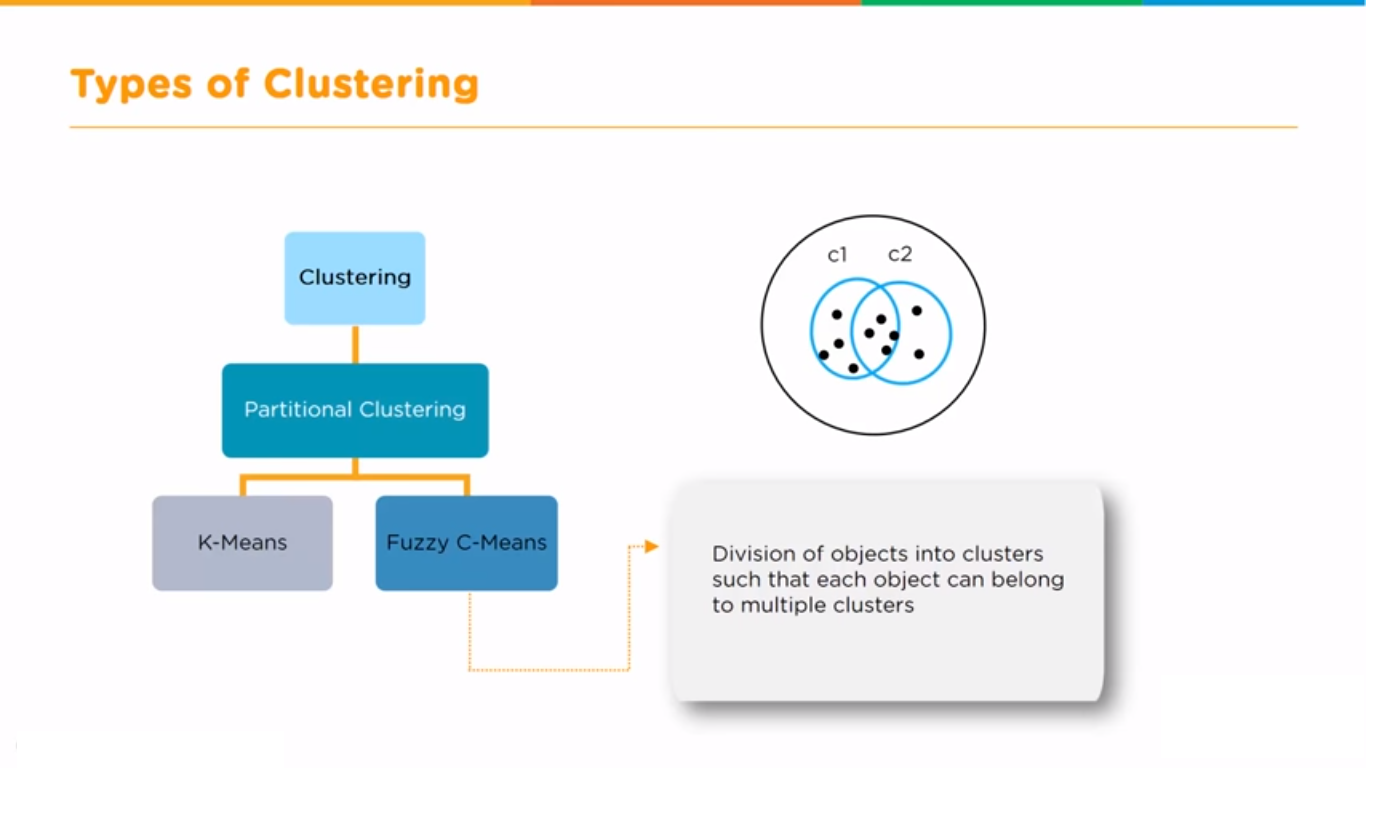 Types of Clustering
Clustering
Partitional Clustering
K-Means
Fuzzy C-Means
c1 c2
Division of objects into clusters
such that each object can belong
to multiple clusters